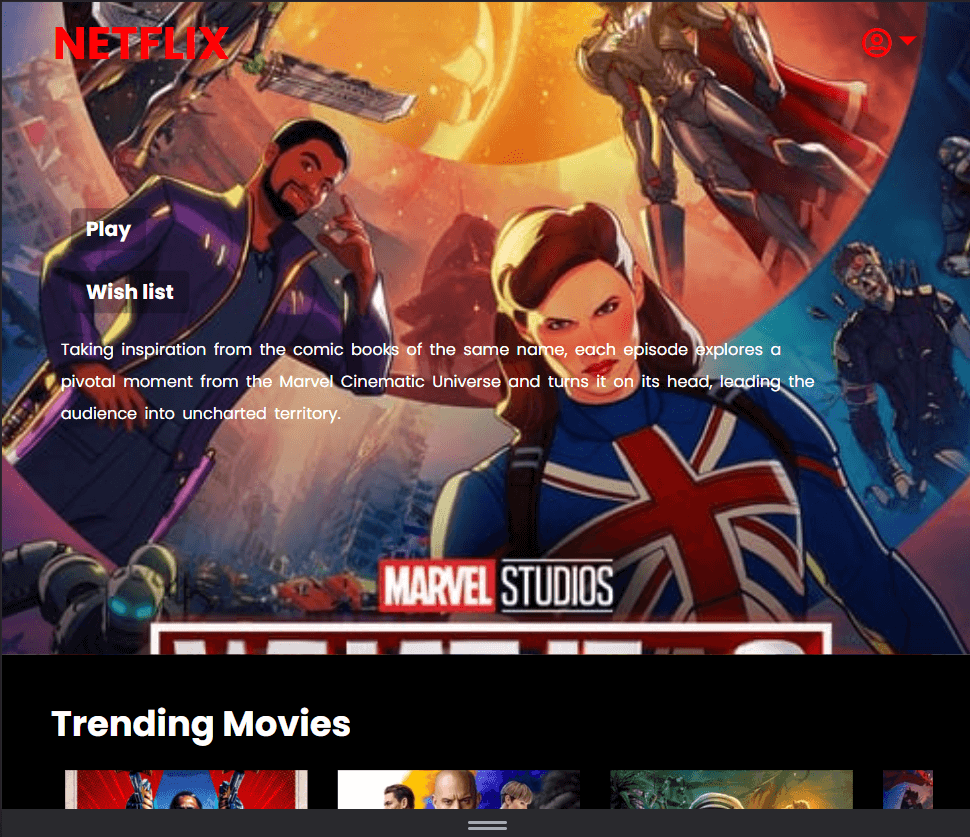 NETFLIX
Play
Wish list
Taking inspiration from the comic books of the same name, each episode explores a
pivotal moment from the Marvel Cinematic Universe and turns it on its head, leading the
audience into uncharted territory.
MARVEL STUDIOS
Trending Movies